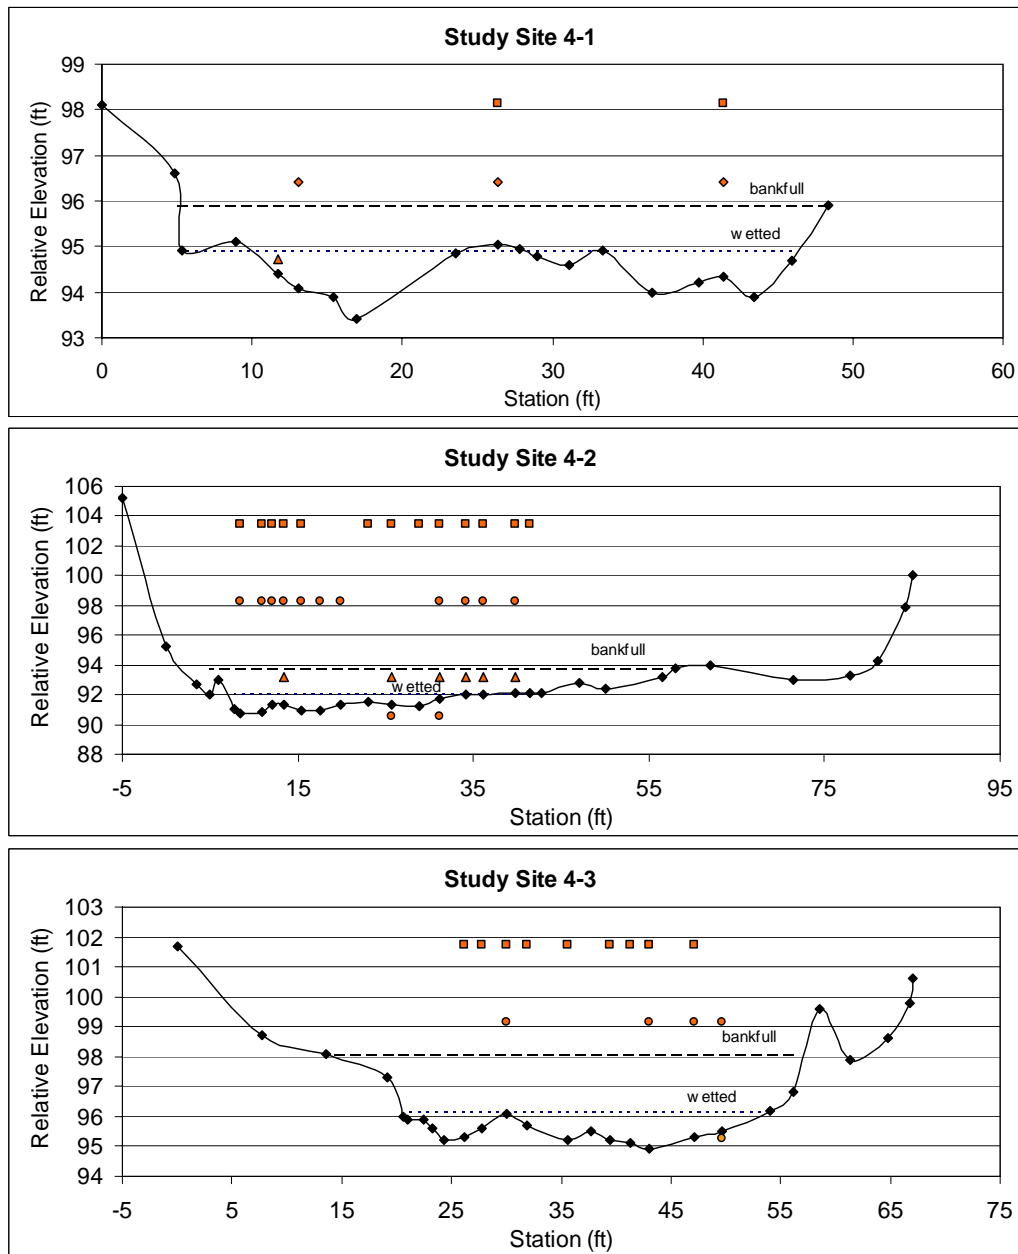 Study Site 4-1
99
98
97
96
95
94
93
bankfull
wetted
0 10 20 30 40 50 60
Relative Elevation (ft)
Station (ft)
Study Site 4-2
106
104
102
100
98
96
94
92
90
88
bankfull
wetted
-5 15 35 55 75 95
Relative Elevation (ft)
Station (ft)
Study Site 4-3
103
102
101
100
99
98
97
96
95
94
bankfull
wetted
-5 5 15 25 35 45 55 65 75
Relative Elevation (ft)
Station (ft)